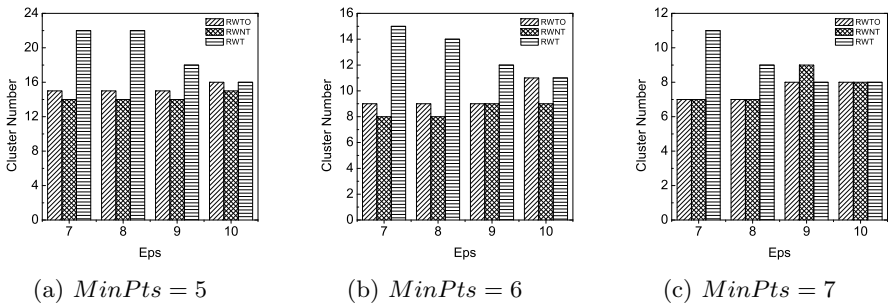 24
20
16
12
8
4
0
Cluster Number
RWTO
RWNT
RWT
7 8 9 10
Eps
(a) MinPts = 5
16
14
12
10
8
6
4
2
0
Cluster Number
RWTO
RWNT
RWT
7 8 9 10
Eps
(b) MinPts = 6
12
10
8
6
4
2
0
Cluster Number
RWTO
RWNT
RWT
7 8 9 10
Eps
(c) MinPts = 7